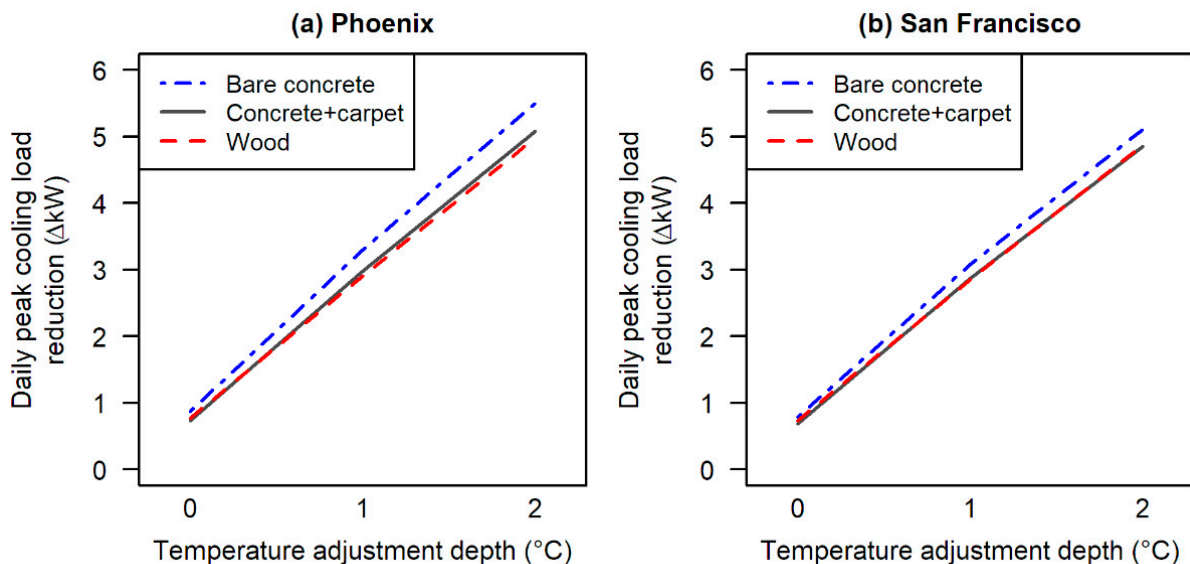 (a) Phoenix
Daily peak cooling load
reduction (ΔkW)
6
5
4
3
2
1
0
Bare concrete
Concrete+carpet
Wood
0 1 2
Temperature adjustment depth (°C)
(b) San Francisco
Daily peak cooling load
reduction (ΔkW)
6
5
4
3
2
1
0
Bare concrete
Concrete+carpet
Wood
0 1 2
Temperature adjustment depth (°C)